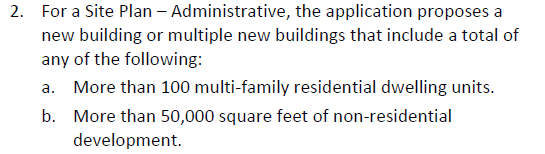 2. For a Site Plan – Administrative, the application proposes a
new building or multiple new buildings that include a total of
any of the following:
a. More than 100 multi-family residential dwelling units.
b. More than 50,000 square feet of non-residential
development.